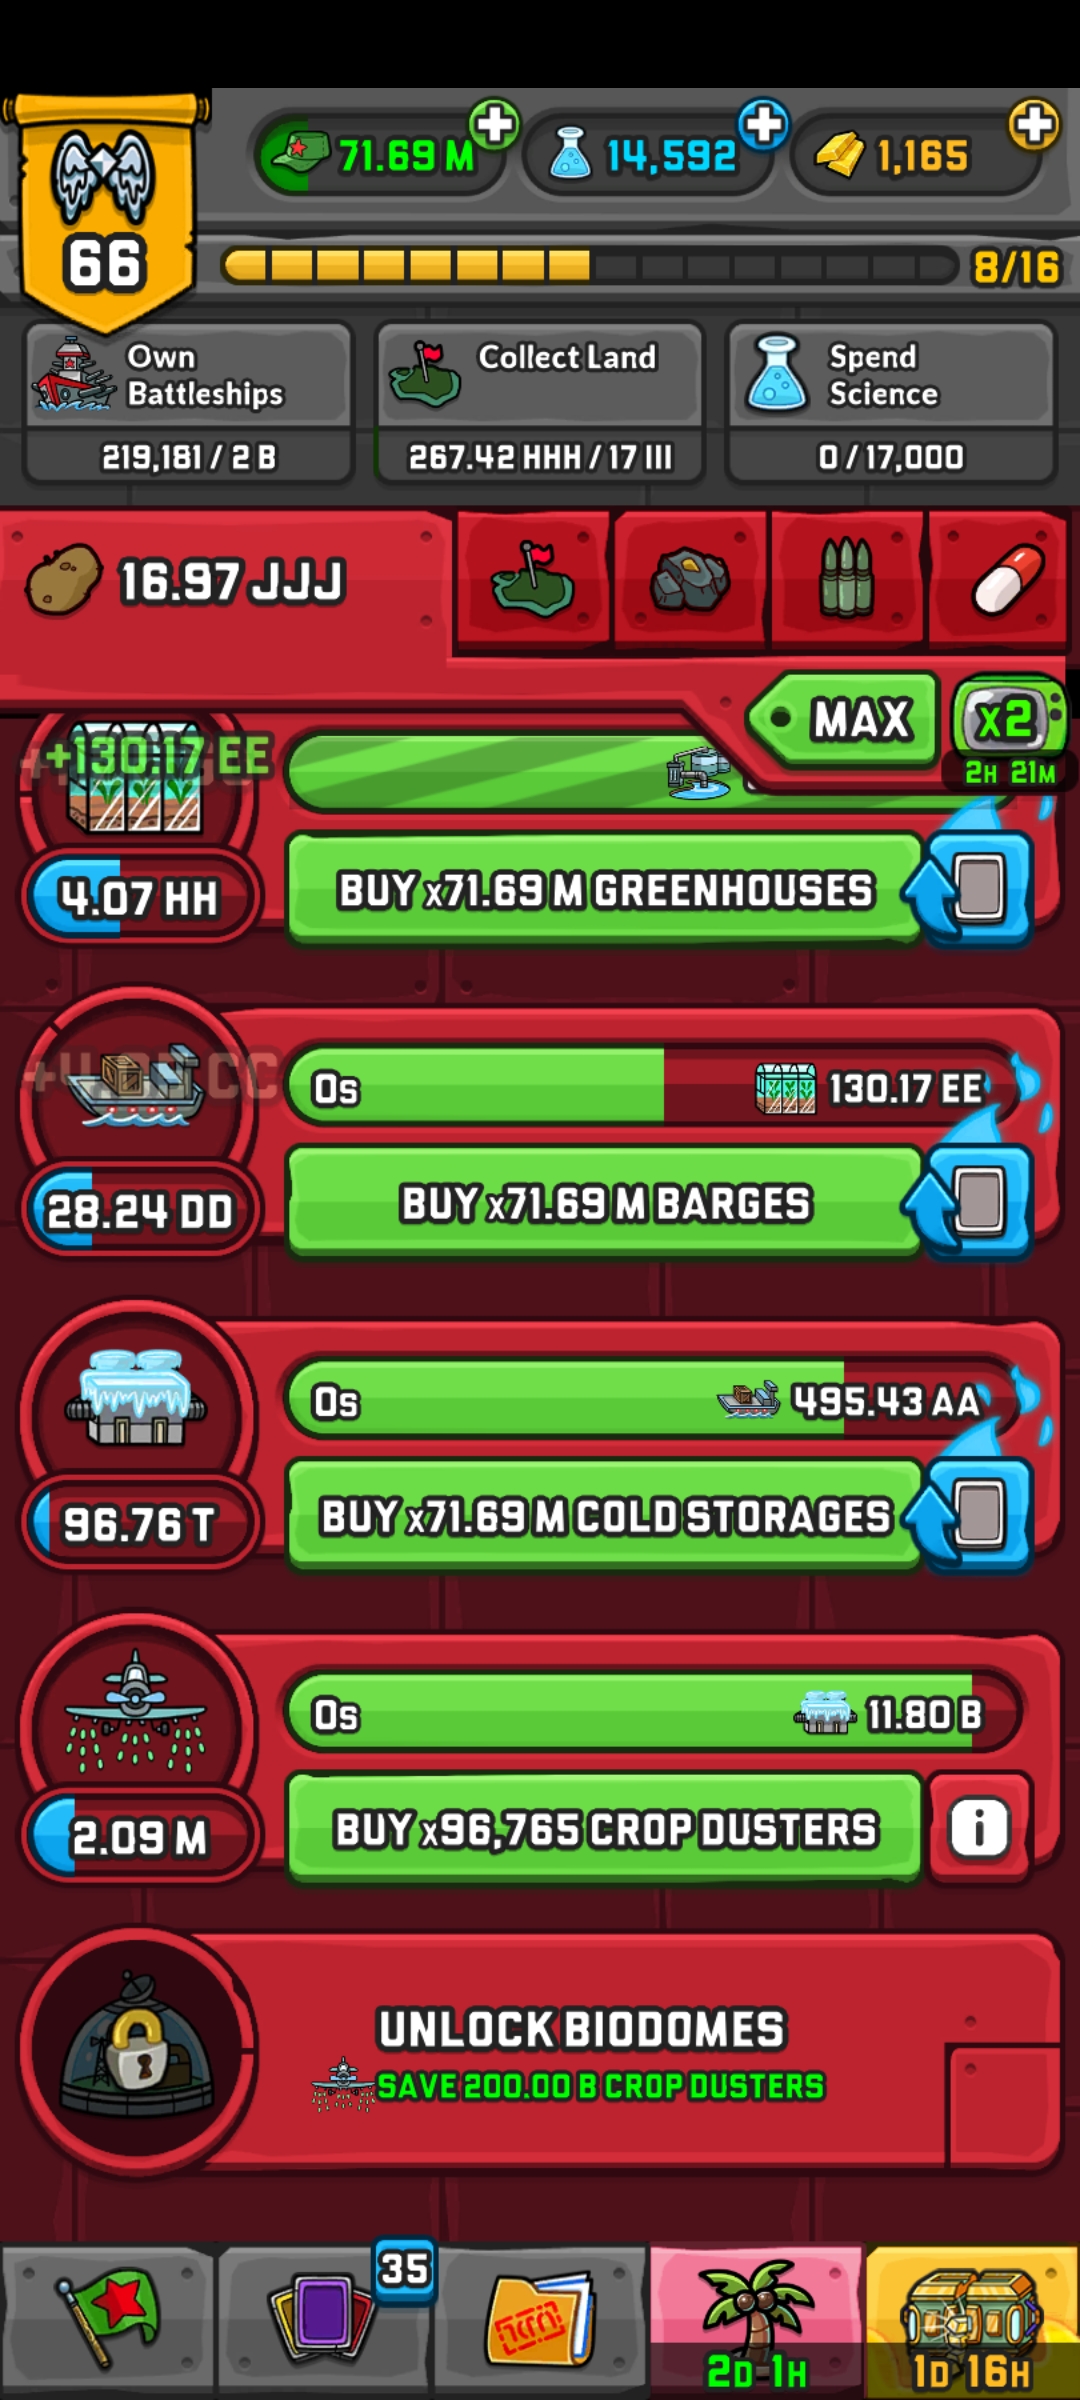 71.69 M
14,592
1,165
66
8/16
Own
Battleships
219,181 / 2 B
Collect Land
267.42 HHH / 17 III
Spend
Science
0 / 17,000
16.97 JJJ
MAX
x2
2H 21M
+130.17 EE
4.07 HH
BUY x71.69 M GREENHOUSES
0s
130.17 EE
28.24 DD
BUY x71.69 M BARGES
0s
495.43 AA
96.76 T
BUY x71.69 M COLD STORAGES
0s
11.80 B
2.09 M
BUY x96,765 CROP DUSTERS
i
UNLOCK BIODOMES
SAVE 200.00 B CROP DUSTERS
35
2D 1H
1D 16H